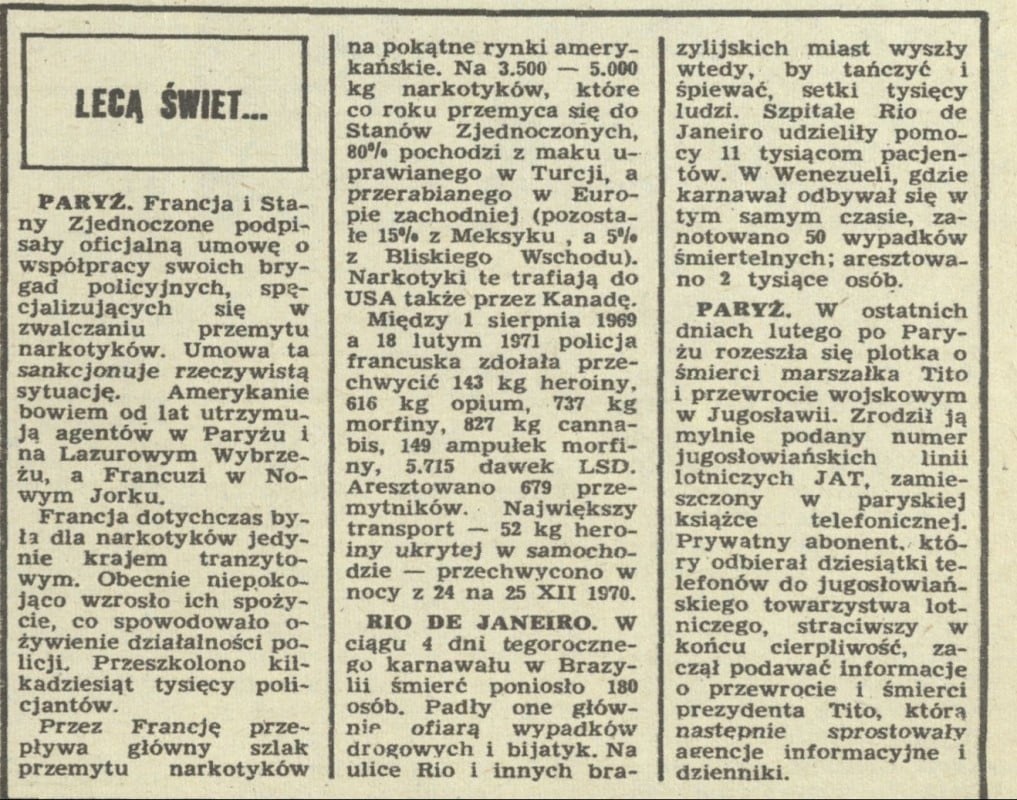 LECĄ ŚWIET...
PARYŻ. Francja i Sta-
ny Zjednoczone podpi-
sały oficjalną umowę o
współpracy swoich bry-
gad policyjnych, spę-
cjalizujących się w
zwalczaniu przemytu
narkotyków. Umowa ta
sankcjonuje rzeczywistą
sytuację. Amerykanie
bowiem od lat utrzymu-
ją agentów w Paryżu i
na Lazurowym Wybrze-
żu, a Francuzi w No-
wym Jorku.
Francja dotychczas by-
ła dla narkotyków jedy-
nie krajem tranzyto-
wym. Obecnie niepoko-
jąco wzrosło ich spoży-
cie, co spowodowało o-
żywienie działalności po-
licji. Przeszkolono kil-
kadziesiąt tysięcy poli-
cjantów.
Przez Francję prze-
pływa główny szlak
przemytu narkotyków
na pokątne rynki amery-
kańskie. Na 3.500 — 5.000
kg narkotyków, które
co roku przemyca się do
Stanów Zjednoczonych,
80% pochodzi z maku u-
prawianego w Turcji, a
przerabianego w Euro-
pie zachodniej (pozosta-
łe 15% z Meksyku , a 5%
z Bliskiego Wschodu).
Narkotyki te trafiają do
USA także przez Kanadę.
Między 1 sierpnia 1969
a 18 lutym 1971 policja
francuska zdołała prze-
chwycić 143 kg heroiny,
616 kg opium, 737 kg
morfiny, 827 kg canna-
bis, 149 ampułek morfi-
ny, 5.715 dawek LSD.
Aresztowano 679 prze-
mytników. Największy
transport — 52 kg hero-
iny ukrytej w samocho-
dzie — przechwycono w
nocy z 24 na 25 XII 1970.
RIO DE JANEIRO. W
ciągu 4 dni tegoroczne-
go karnawału w Brazy-
lii śmierć poniosło 180
osób. Padły one głów-
nie ofiarą wypadków
drogowych i bijatyk. Na
ulice Rio i innych bra-
zylijskich miast wyszły
wtedy, by tańczyć i
śpiewać, setki tysięcy
ludzi. Szpitale Rio de
Janeiro udzieliły pomo-
cy 11 tysiącom pacjen-
tów. W Wenezueli, gdzie
karnawał odbywał się w
tym samym czasie, za-
notowano 50 wypadków
śmiertelnych; aresztowa-
no 2 tysiące osób.
PARYŻ. W ostatnich
dniach lutego po Pary-
żu rozeszła się plotka o
śmierci marszałka Tito
i przewrocie wojskowym
w Jugosławii. Zrodził ją
mylnie podany numer
jugosłowiańskich linii
lotniczych JAT, zamie-
szczony w paryskiej
książce telefonicznej.
Prywatny abonent, któ-
ry odbierał dziesiątki te-
lefonów do jugosłowiań-
skiego towarzystwa lot-
niczego, straciwszy w
końcu cierpliwość, za-
czął podawać informacje
o przewrocie i śmierci
prezydenta Tito, którą
następnie sprostowały
agencje informacyjne i
dzienniki.